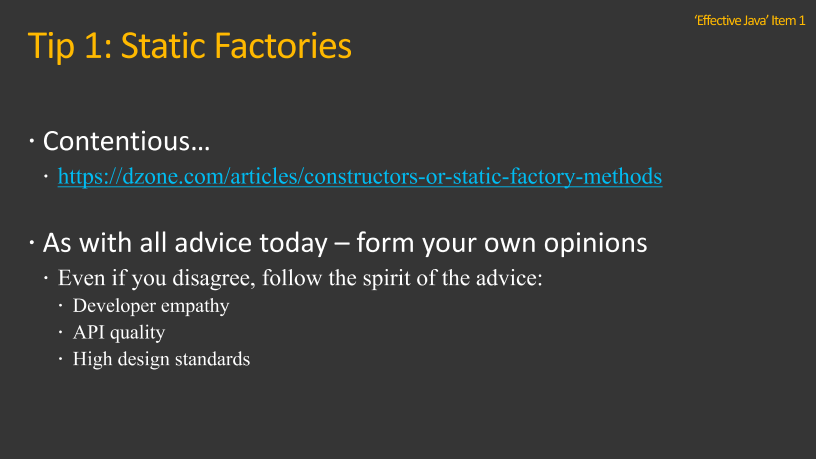 ‘Effective Java’ Item 1
Tip 1: Static Factories
· Contentious…
· https://dzone.com/articles/constructors-or-static-factory-methods
· As with all advice today – form your own opinions
· Even if you disagree, follow the spirit of the advice:
· Developer empathy
· API quality
· High design standards